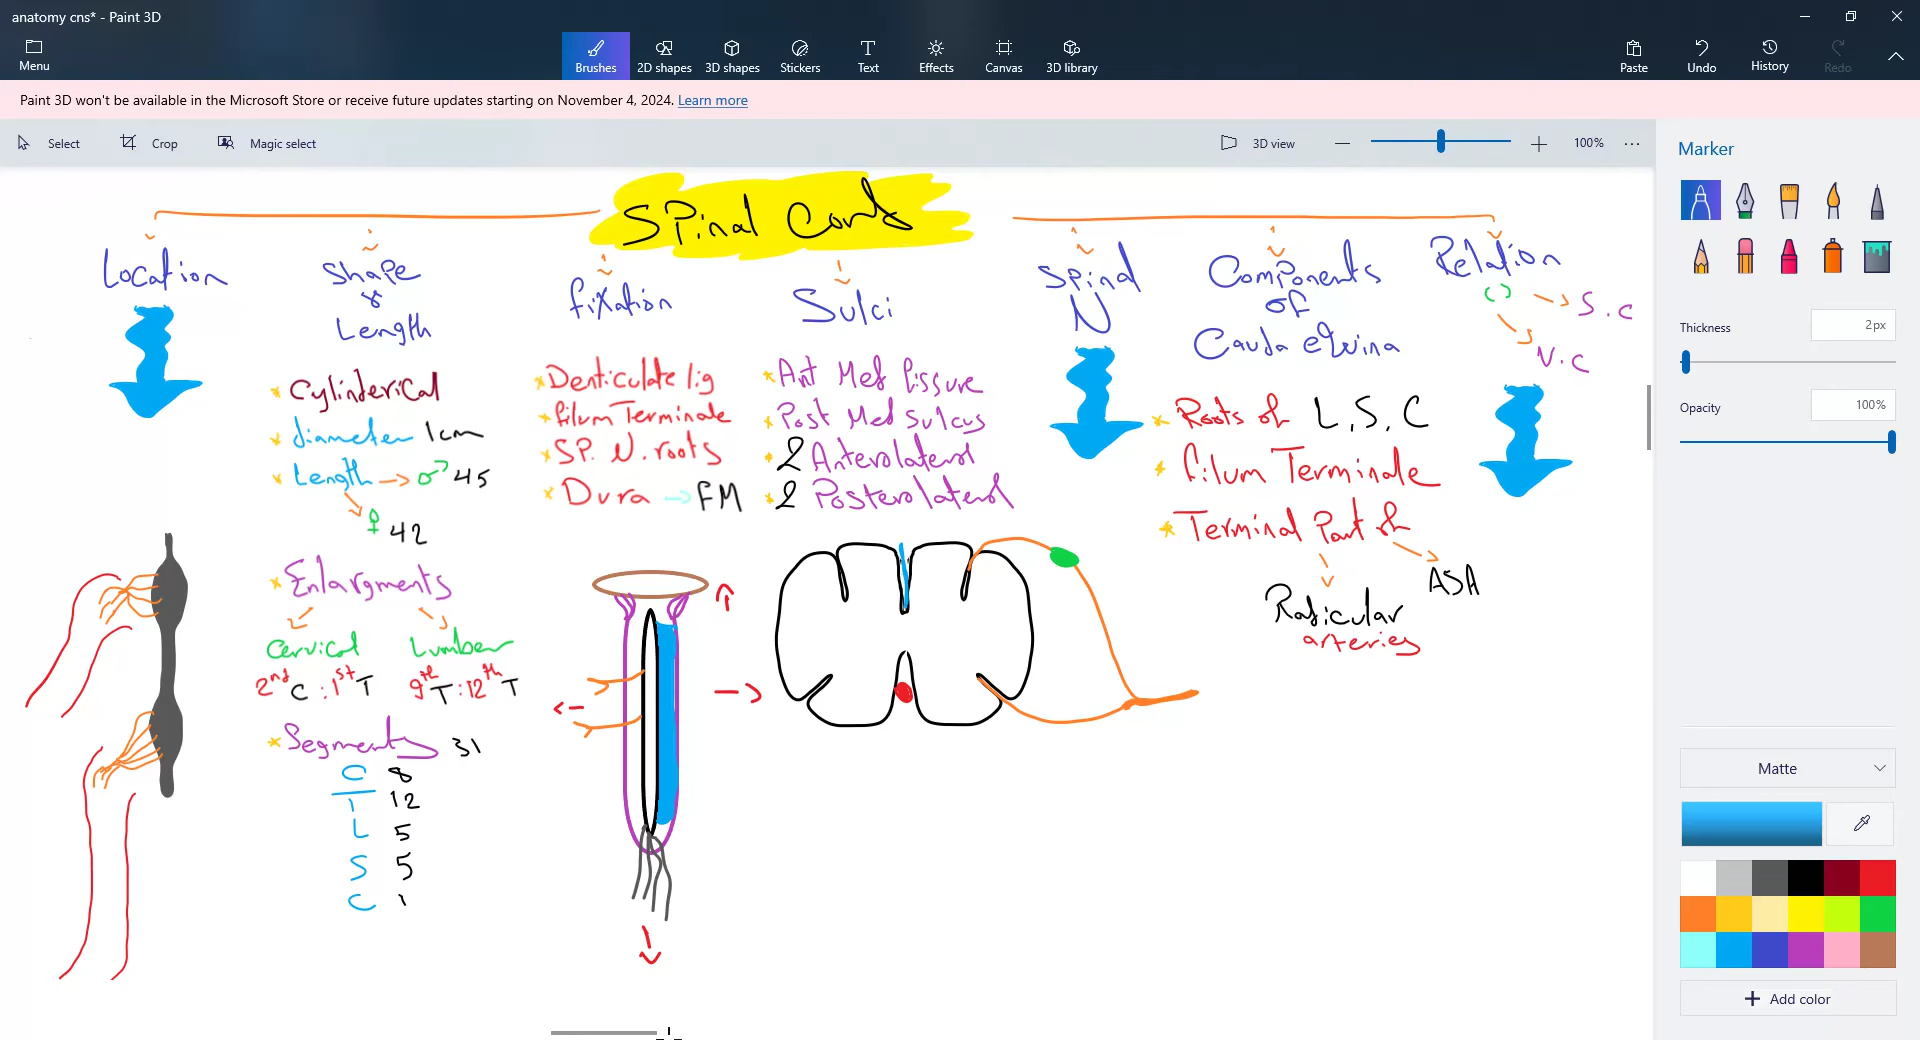 anatomy cns* - Paint 3D
Menu
Brushes
2D shapes
3D shapes
Stickers
Text
Effects
Canvas
3D library
Paste
Undo
History
Redo
Paint 3D won't be available in the Microsoft Store or receive future updates starting on November 4, 2024. Learn more
Select
Crop
Magic select
3D view
100%
Marker
Thickness
2px
Opacity
100%
Matte
Add color
SPinal Cord
Location
Shape
&
Length
* Cylinderical
* diameter 1cm
* Length → ♂ 45
♀ 42
* Enlargments
Cervical
2nd C : 1st T
Lumber
9th T : 12th T
* Segments 31
C 8
T 12
L 5
S 5
C 1
fixation
* Denticulate lig
* filum Terminale
* SP. N. roots
* Dura → FM
Sulci
* Ant Med fissure
* Post Med Sulcus
* 2 Anterolateral
* 2 Posterolateral
Spinal
N
Components
of
Cauda eQuina
* Roots of L, S, C
* filum Terminale
* Terminal Part of
ASA
Radicular
arteries
Relation
() → S.C
V.C